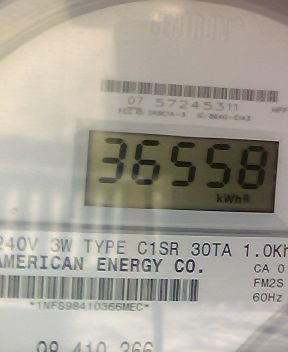 CENTRON
07 57245311
36558
kWh
240V 3W TYPE C1SR 30TA 1.0Kh
AMERICAN ENERGY CO.
CA 0
FM2S
60Hz
*1NFS98410366MEC*
98 410 366